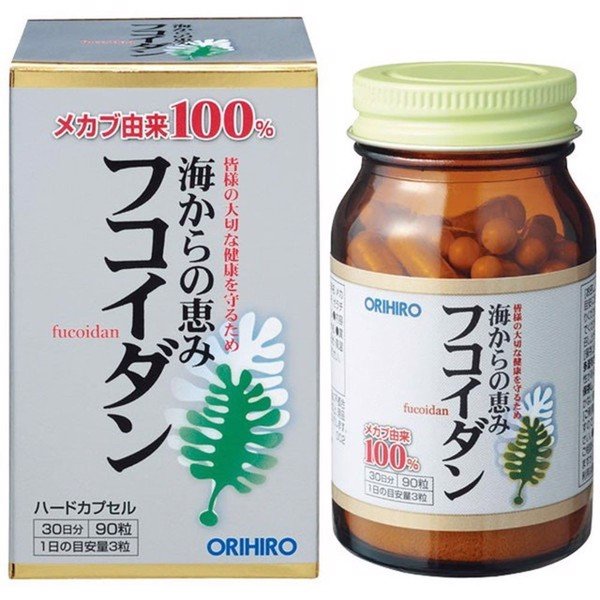 メカブ由来100%
皆様の大切な健康を守るため
海からの恵み
フコイダン
fucoidan
ハードカプセル
30日分 90粒
1日の目安量3粒
ORIHIRO
ORIHIRO
皆様の大切な健康を守るため
海からの恵み
フコイダン
fucoidan
メカブ由来
100%
30日分 90粒
1日の目安量3粒